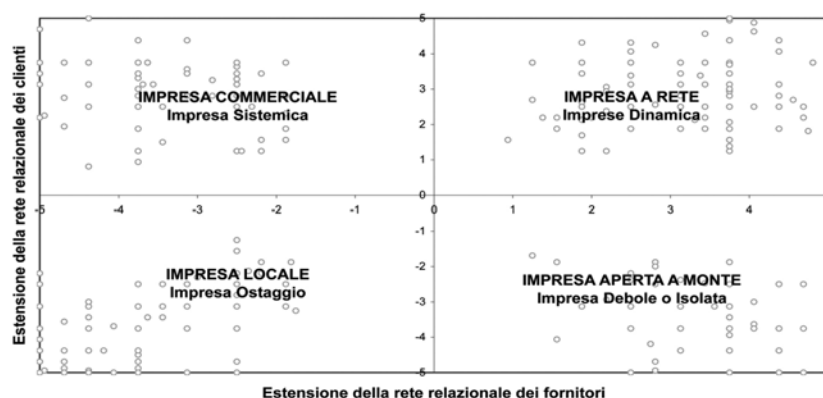 Estensione della rete relazionale dei clienti
5
4
3
2
1
0
-1
-2
-3
-4
-5
-5 -4 -3 -2 -1 0 1 2 3 4
IMPRESA COMMERCIALE
Impresa Sistemica
IMPRESA A RETE
Imprese Dinamica
IMPRESA LOCALE
Impresa Ostaggio
IMPRESA APERTA A MONTE
Impresa Debole o Isolata
Estensione della rete relazionale dei fornitori